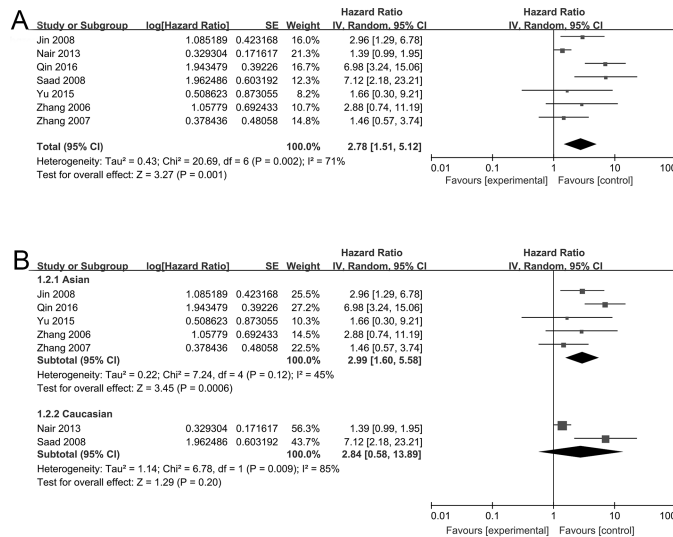 A
Hazard Ratio Hazard Ratio
Study or Subgroup log[Hazard Ratio] SE Weight IV. Random. 95% CI IV. Random. 95% CI
Jin 2008 1.085189 0.423168 16.0% 2.96 [1.29, 6.78]
Nair 2013 0.329304 0.171617 21.3% 1.39 [0.99, 1.95]
Qin 2016 1.943479 0.39226 16.7% 6.98 [3.24, 15.06]
Saad 2008 1.962486 0.603192 12.3% 7.12 [2.18, 23.21]
Yu 2015 0.508623 0.873055 8.2% 1.66 [0.30, 9.21]
Zhang 2006 1.05779 0.692433 10.7% 2.88 [0.74, 11.19]
Zhang 2007 0.378436 0.48058 14.8% 1.46 [0.57, 3.74]
Total (95% CI) 100.0% 2.78 [1.51, 5.12]
Heterogeneity: Tau² = 0.43; Chi² = 20.69, df = 6 (P = 0.002); I² = 71%
Test for overall effect: Z = 3.27 (P = 0.001)
0.01 0.1 1 10 100
Favours [experimental] Favours [control]
B
Hazard Ratio Hazard Ratio
Study or Subgroup log[Hazard Ratio] SE Weight IV. Random. 95% CI IV. Random. 95% CI
1.2.1 Asian
Jin 2008 1.085189 0.423168 25.5% 2.96 [1.29, 6.78]
Qin 2016 1.943479 0.39226 27.2% 6.98 [3.24, 15.06]
Yu 2015 0.508623 0.873055 10.3% 1.66 [0.30, 9.21]
Zhang 2006 1.05779 0.692433 14.5% 2.88 [0.74, 11.19]
Zhang 2007 0.378436 0.48058 22.5% 1.46 [0.57, 3.74]
Subtotal (95% CI) 100.0% 2.99 [1.60, 5.58]
Heterogeneity: Tau² = 0.22; Chi² = 7.24, df = 4 (P = 0.12); I² = 45%
Test for overall effect: Z = 3.45 (P = 0.0006)
1.2.2 Caucasian
Nair 2013 0.329304 0.171617 56.3% 1.39 [0.99, 1.95]
Saad 2008 1.962486 0.603192 43.7% 7.12 [2.18, 23.21]
Subtotal (95% CI) 100.0% 2.84 [0.58, 13.89]
Heterogeneity: Tau² = 1.14; Chi² = 6.78, df = 1 (P = 0.009); I² = 85%
Test for overall effect: Z = 1.29 (P = 0.20)
0.01 0.1 1 10 100
Favours [experimental] Favours [control]